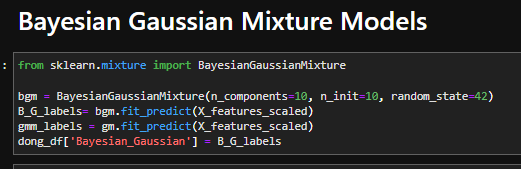 Bayesian Gaussian Mixture Models
: from sklearn.mixture import BayesianGaussianMixture
bgm = BayesianGaussianMixture(n_components=10, n_init=10, random_state=42)
B_G_labels= bgm.fit_predict(X_features_scaled)
gmm_labels = gm.fit_predict(X_features_scaled)
dong_df['Bayesian_Gaussian'] = B_G_labels